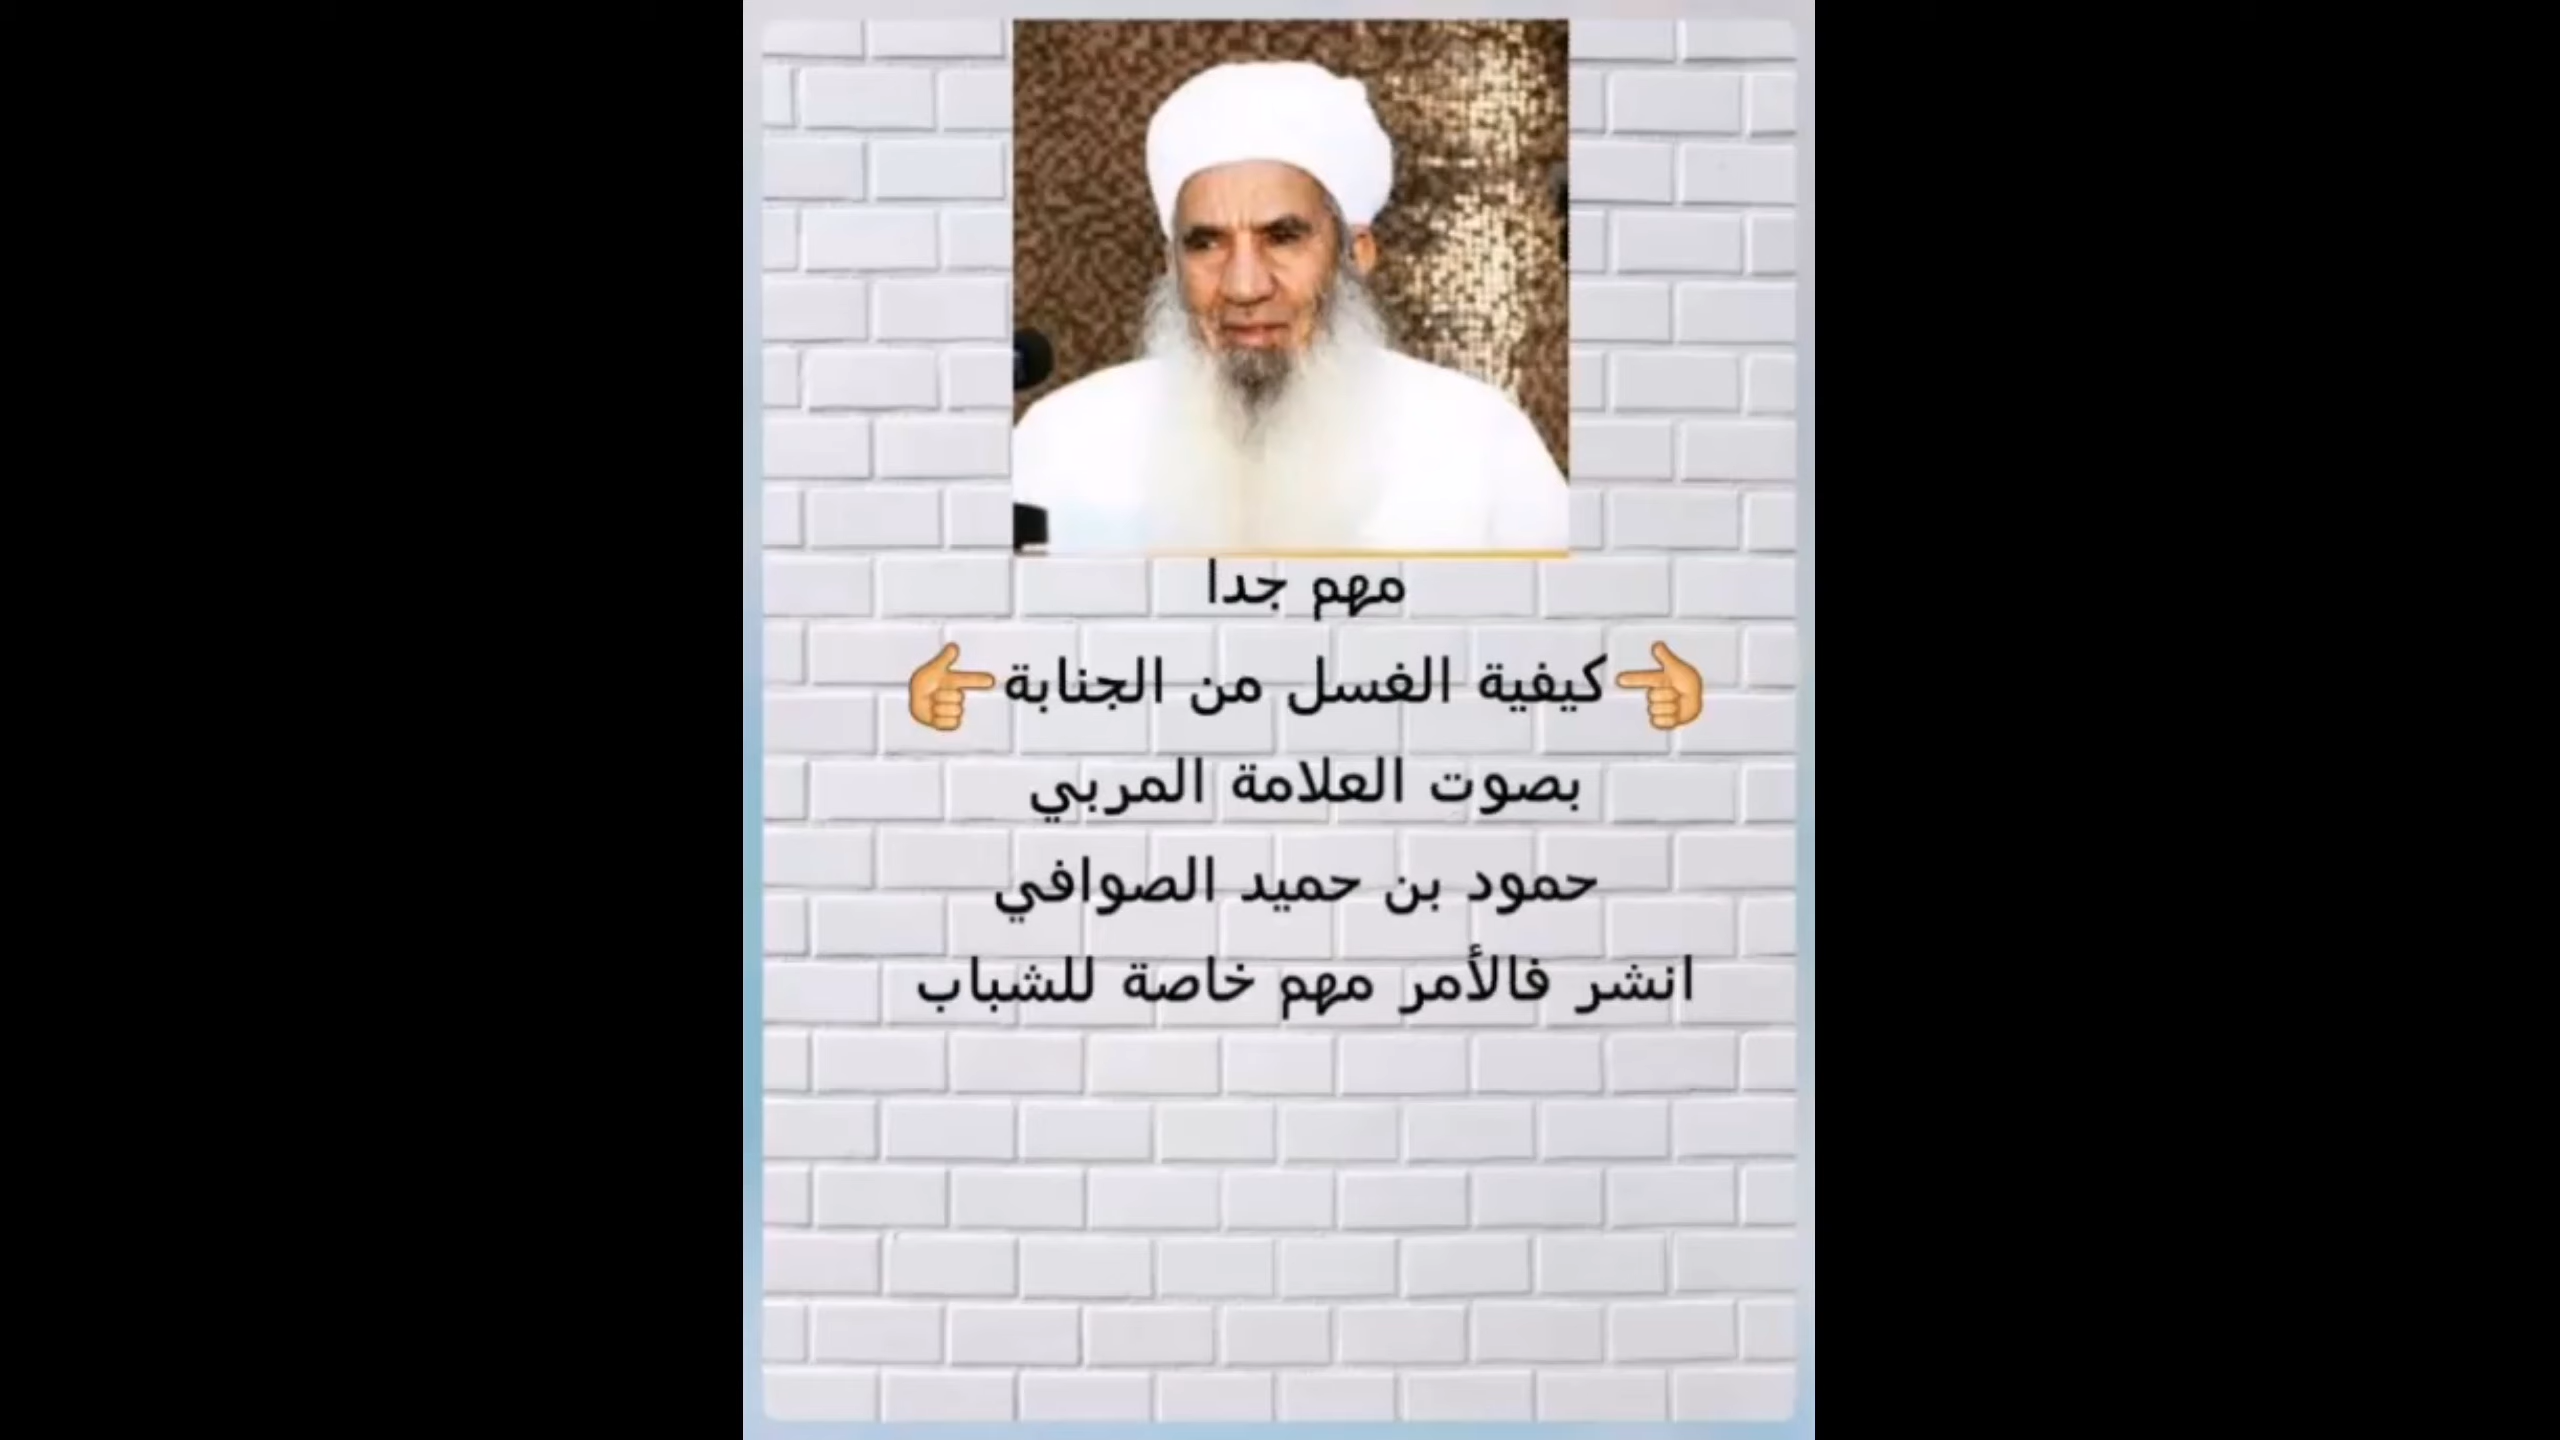 مهم جدا
👈كيفية الغسل من الجنابة👉
بصوت العلامة المربي
حمود بن حميد الصوافي
انشر فالأمر مهم خاصة للشباب